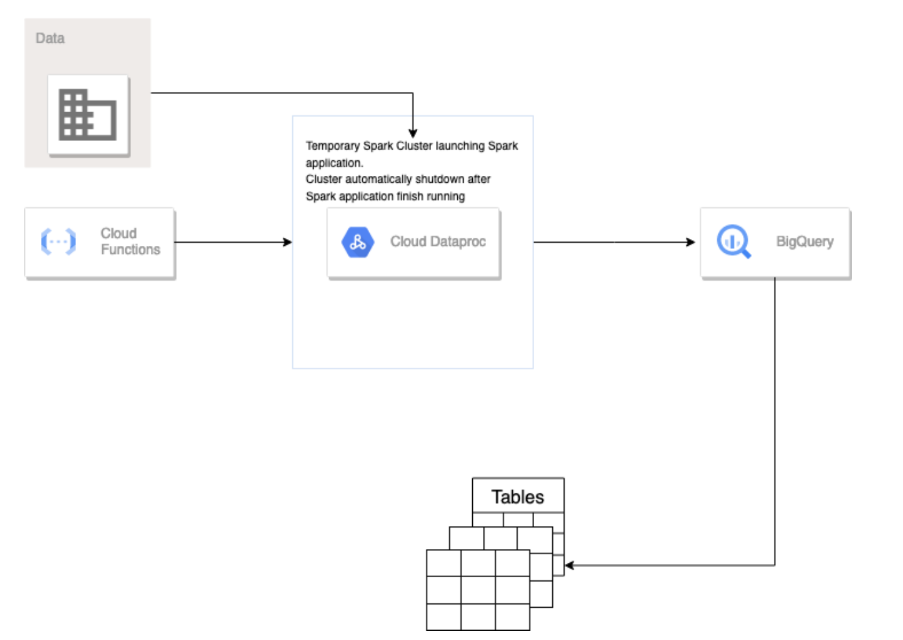 Data
Temporary Spark Cluster launching Spark
application.
Cluster automatically shutdown after
Spark application finish running
Cloud
Functions
Cloud Dataproc
BigQuery
Tables